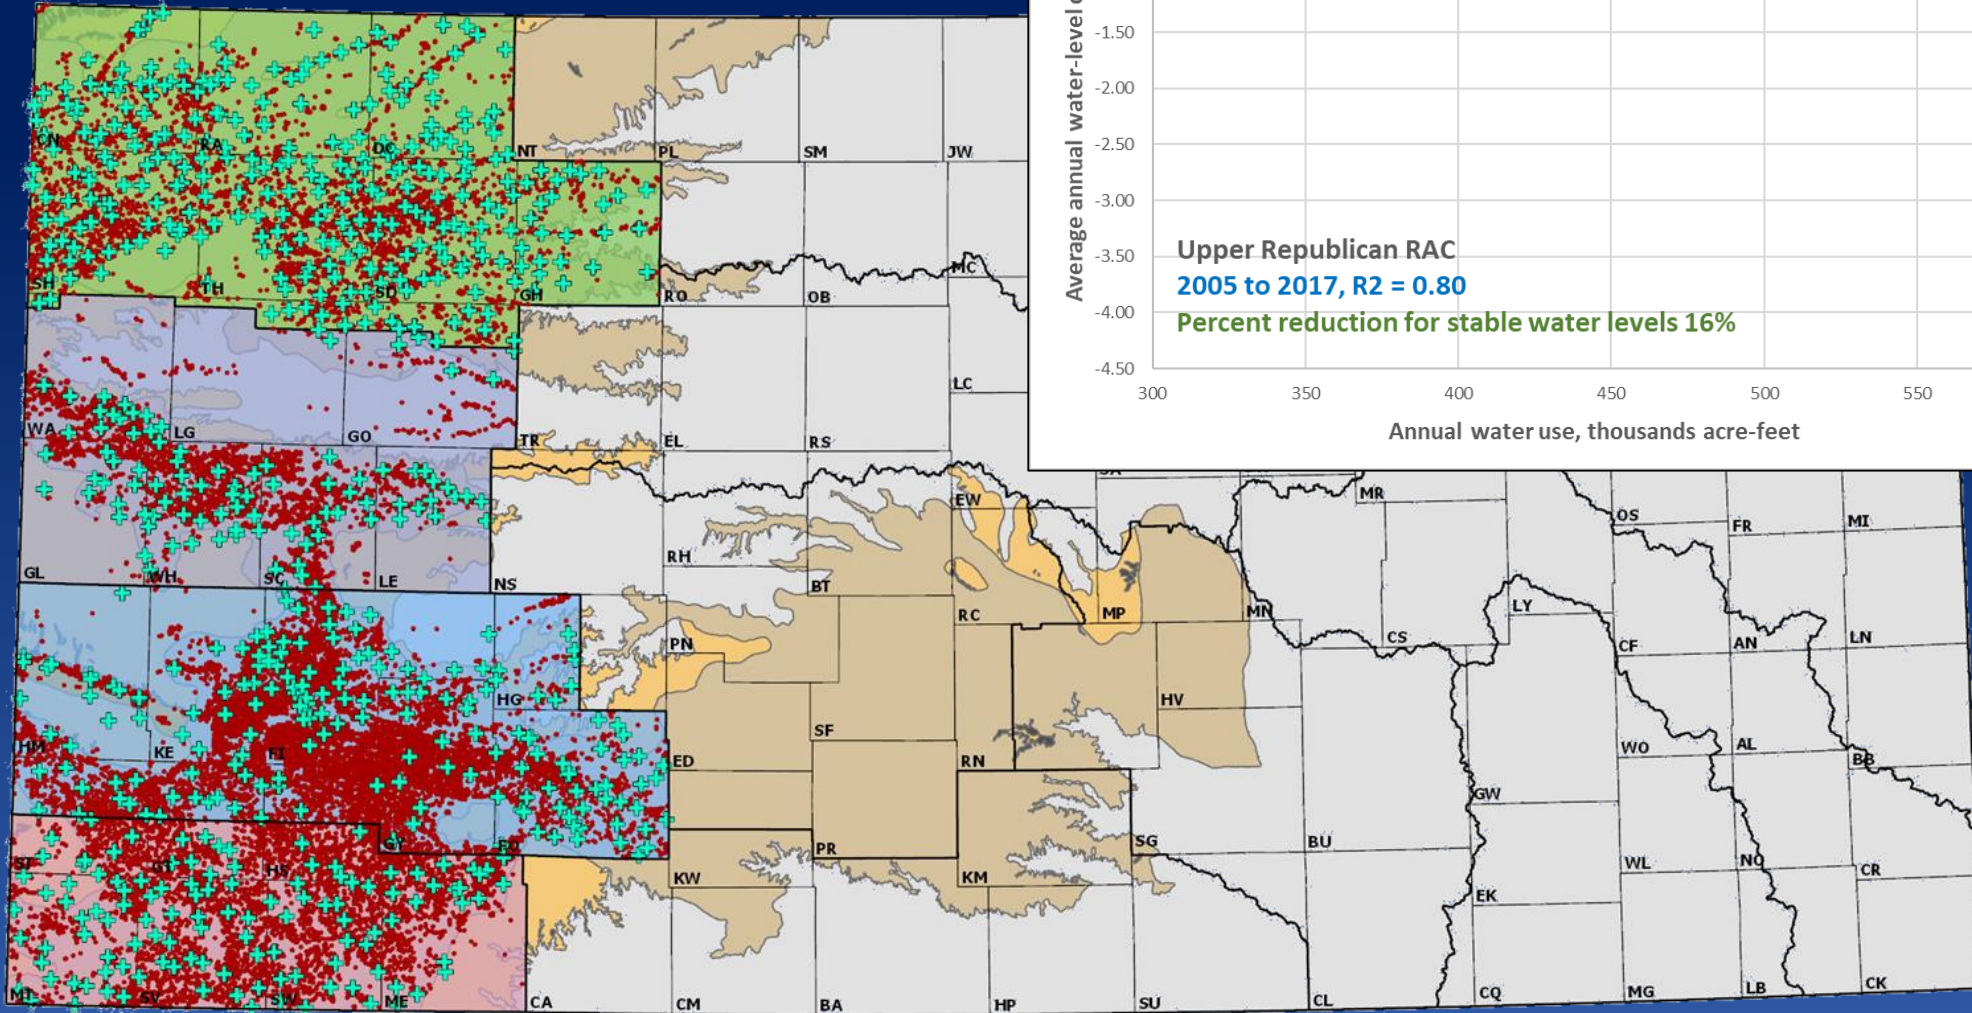 Average annual water-level c
-1.50
-2.00
-2.50
-3.00
-3.50
-4.00
-4.50
Upper Republican RAC
2005 to 2017, R2 = 0.80
Percent reduction for stable water levels 16%
300 350 400 450 500 550
Annual water use, thousands acre-feet
CN RA DC NT PL SM JW
SH TH SD GH RO OB MC
WA LG GO TR EL RS LC
EW MR OS FR MI
GL WH SC LE NS RH BT RC MP MN CS LY CF AN LN
PN HG HV
HM KE FI ED SF RN WO AL BB
GW
GY FO PR SG BU
ST GT HS KW KM WL NO CR
EK
MT SV SW ME CA CM BA HP SU CL CQ MG LB CK